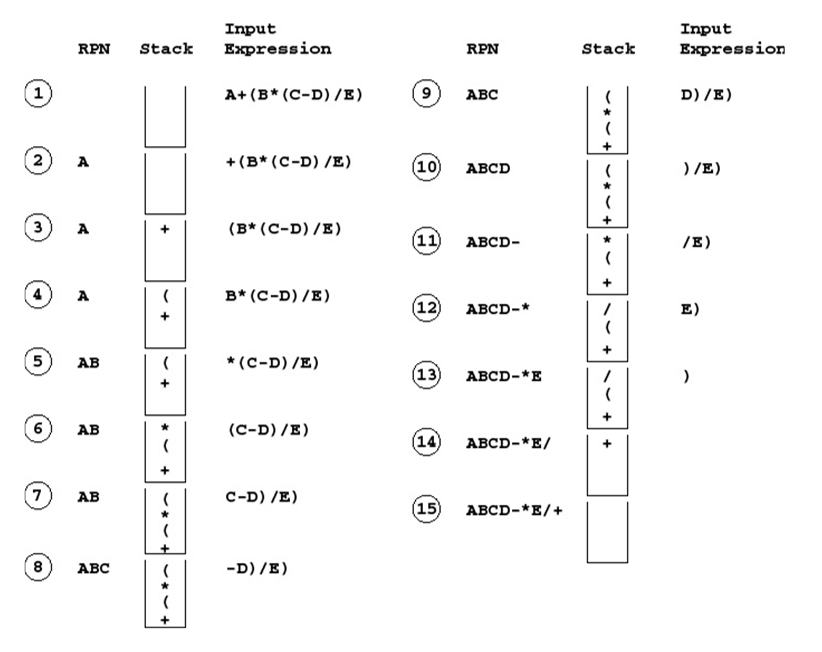 Input
RPN Stack Expression
1 A+(B*(C-D)/E)
2 A +(B*(C-D)/E)
3 A + (B*(C-D)/E)
4 A ( B*(C-D)/E)
+
5 AB ( *(C-D)/E)
+
6 AB * (C-D)/E)
(
+
7 AB ( C-D)/E)
*
(
+
8 ABC ( -D)/E)
*
(
+
Input
RPN Stack Expression
9 ABC ( D)/E)
*
(
+
10 ABCD ( )/E)
*
(
+
11 ABCD- * /E)
(
+
12 ABCD-* / E)
(
+
13 ABCD-*E / )
(
+
14 ABCD-*E/ +
15 ABCD-*E/+